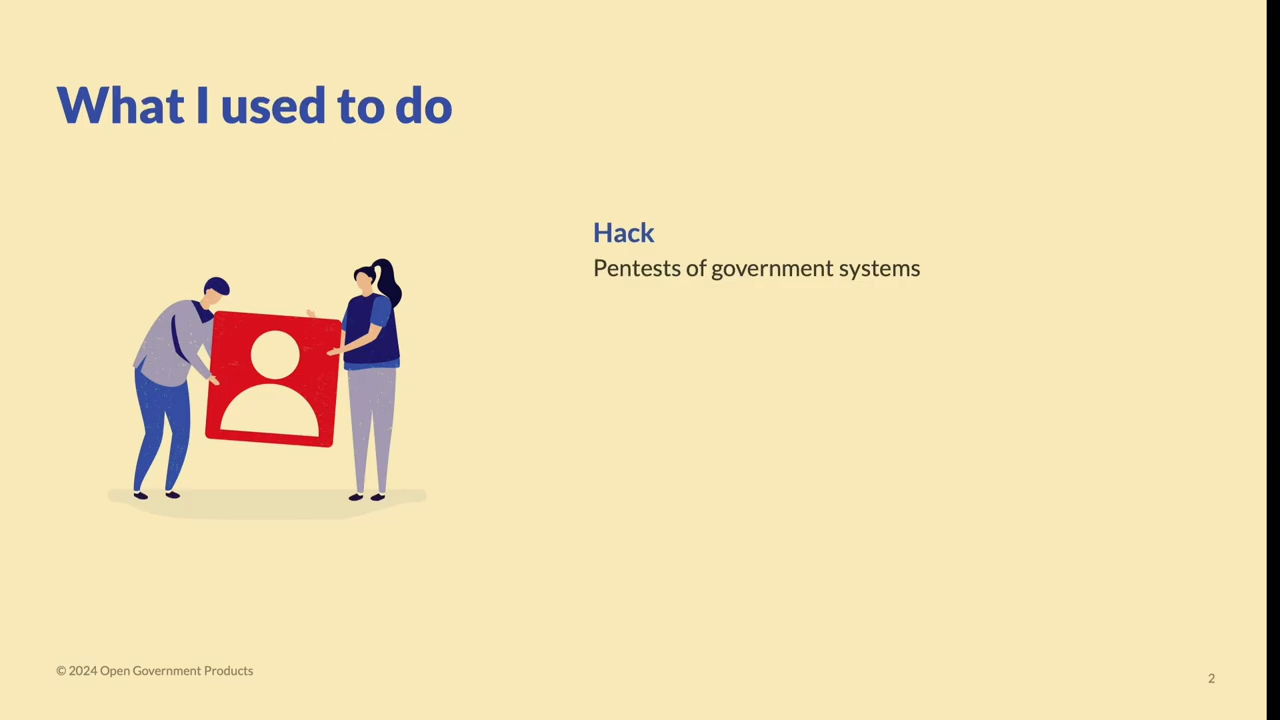 What I used to do
Hack
Pentests of government systems
© 2024 Open Government Products
2